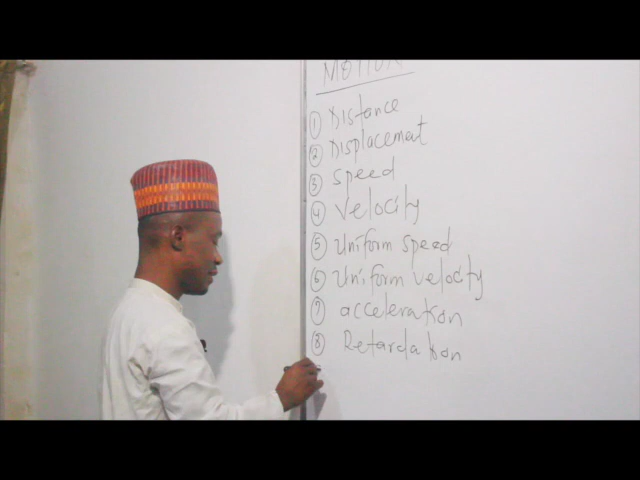 MOTION
① Distance
② Displacement
③ Speed
④ Velocity
⑤ Uniform speed
⑥ Uniform velocity
⑦ acceleration
⑧ Retardation